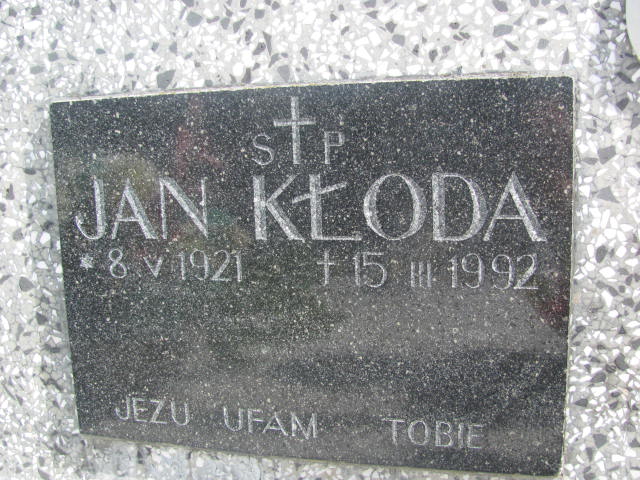 Ś † P
JAN KŁODA
* 8 V 1921 † 15 III 1992
JEZU UFAM TOBIE